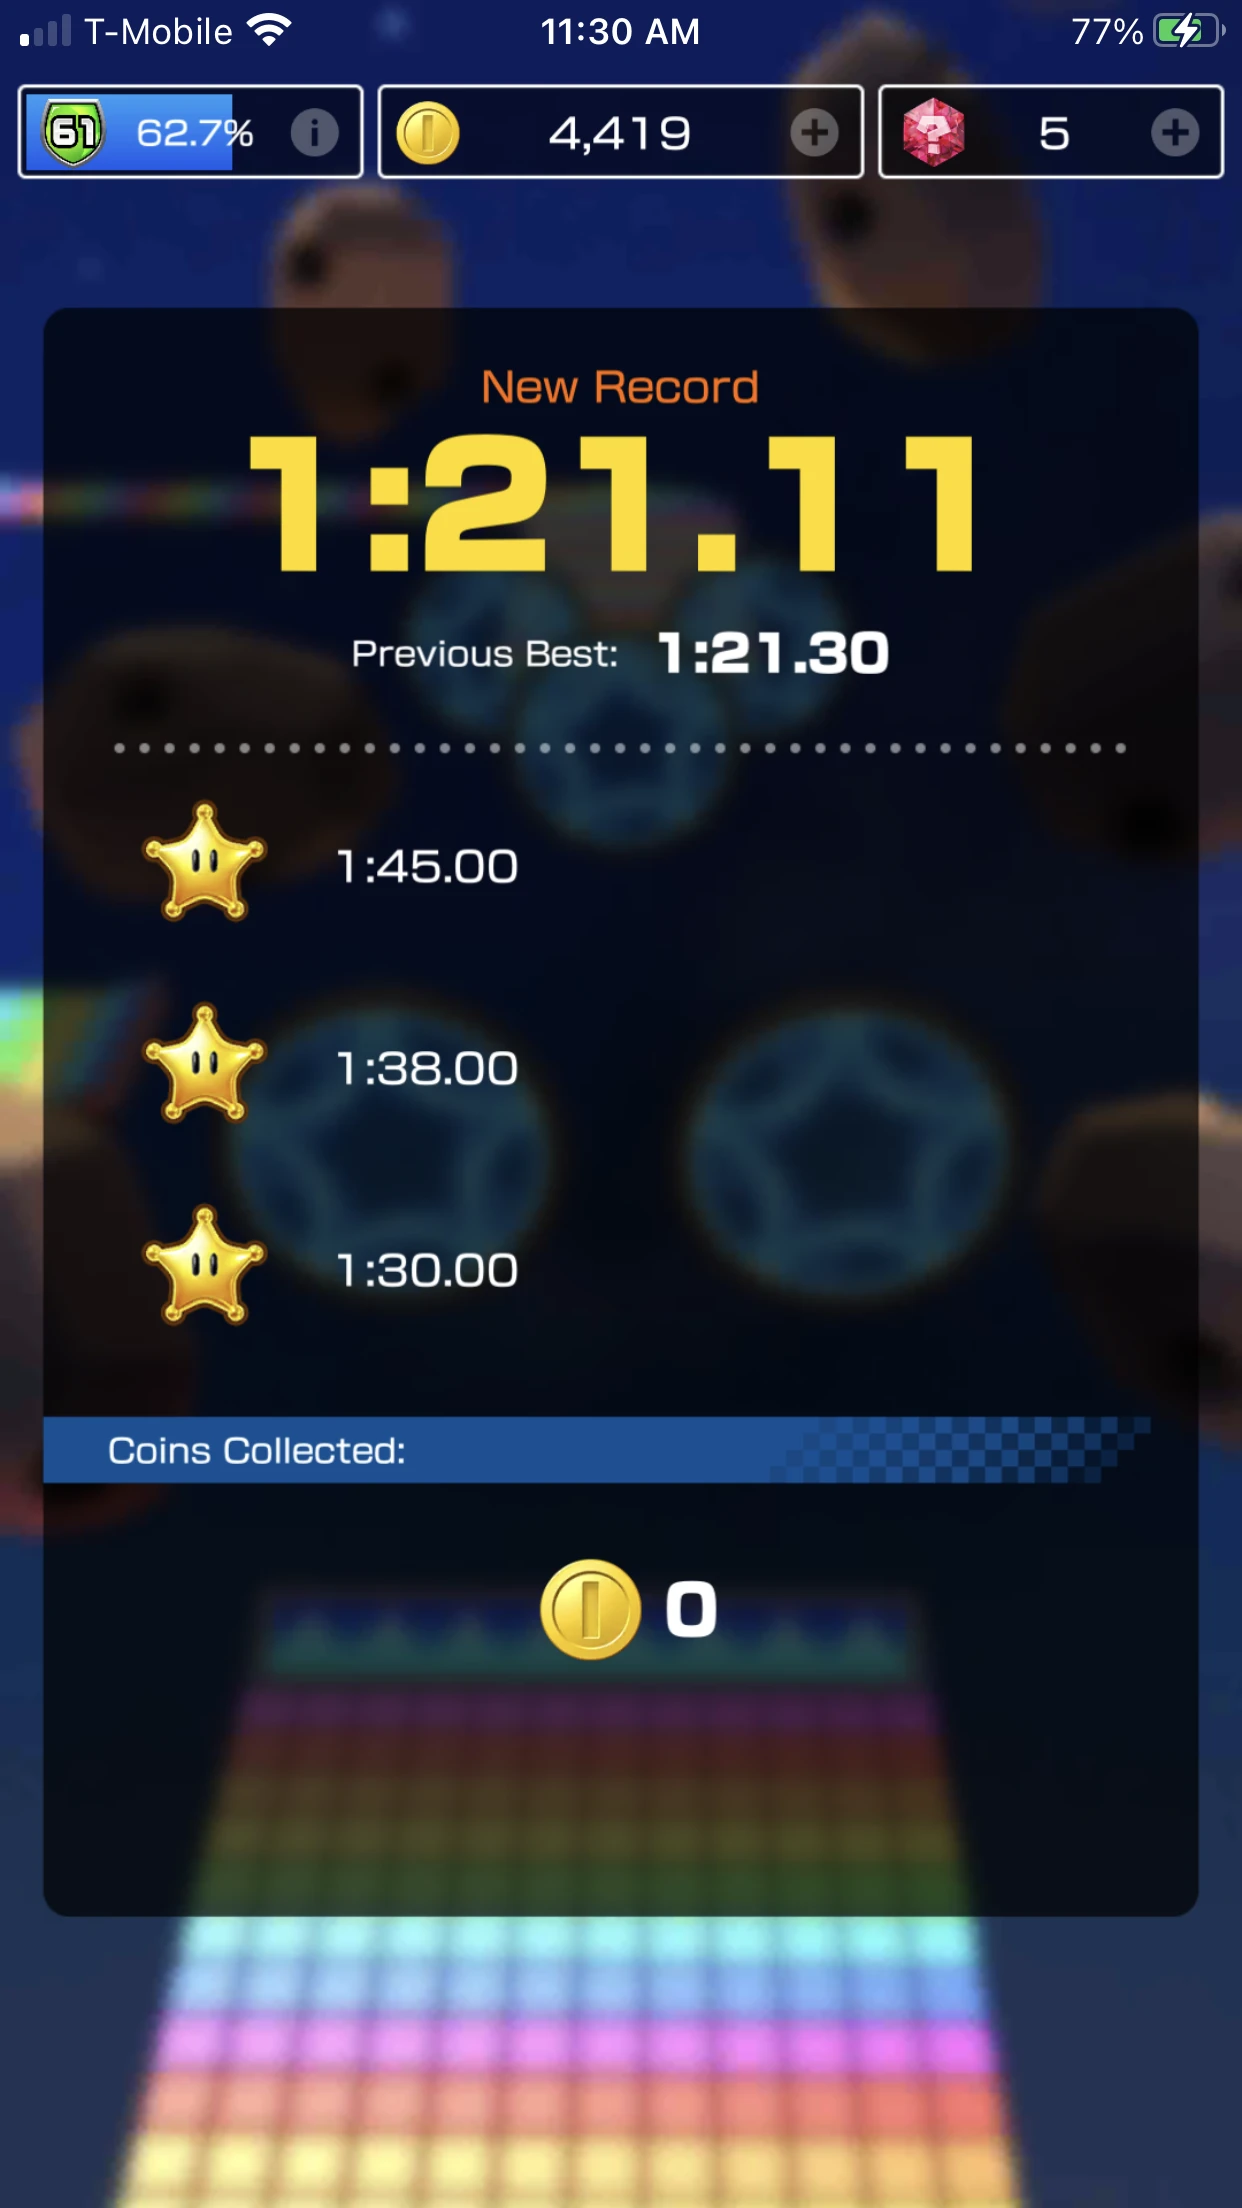 T-Mobile 11:30 AM 77%
61 62.7% i 4,419 + ? 5 +
New Record
1:21.11
Previous Best: 1:21.30
1:45.00
1:38.00
1:30.00
Coins Collected:
0